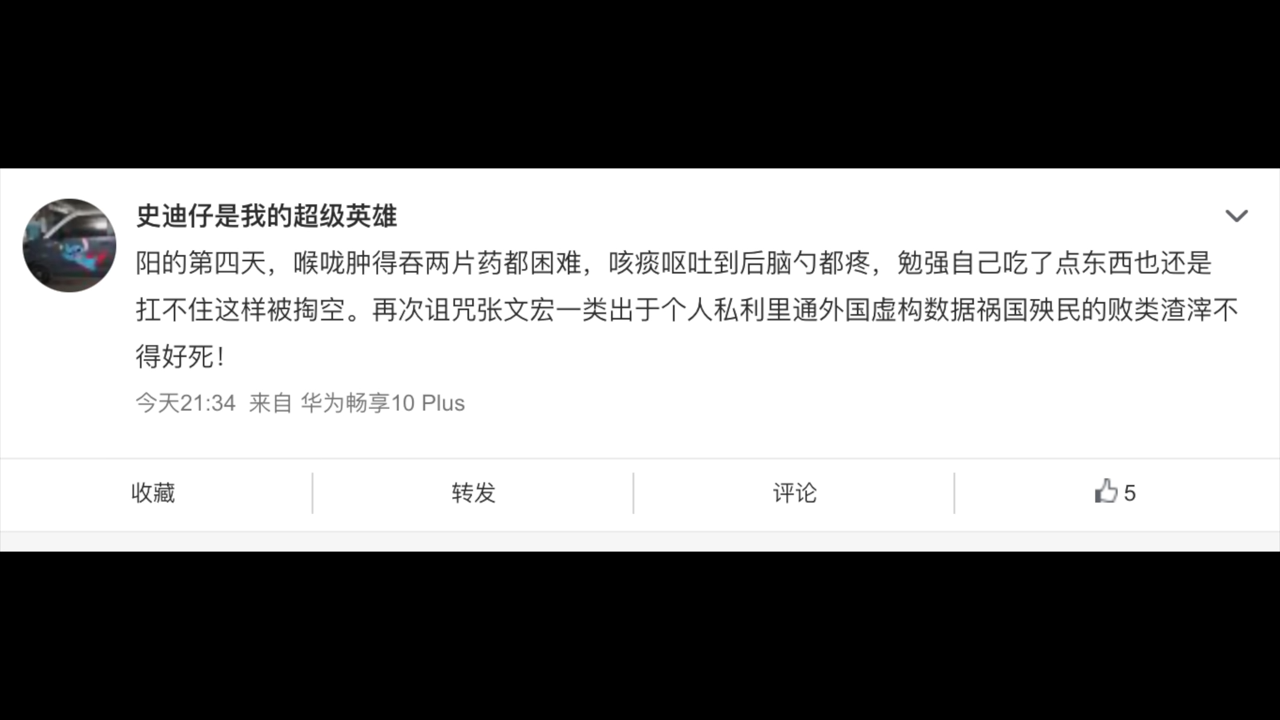 史迪仔是我的超级英雄
阳的第四天，喉咙肿得吞两片药都困难，咳痰呕吐到后脑勺都疼，勉强自己吃了点东西也还是
扛不住这样被掏空。再次诅咒张文宏一类出于个人私利里通外国虚构数据祸国殃民的败类渣滓不
得好死！
今天21:34 来自 华为畅享10 Plus
收藏 转发 评论 5